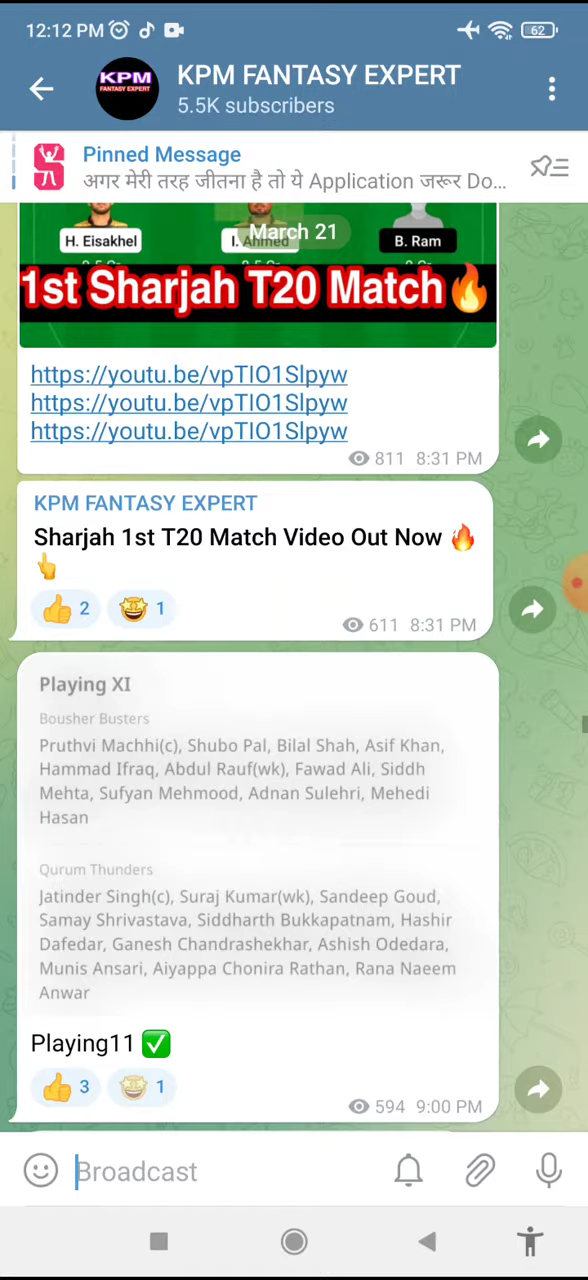 12:12 PM
62
KPM
FANTASY EXPERT
KPM FANTASY EXPERT
5.5K subscribers
Pinned Message
अगर मेरी तरह जीतना है तो ये Application जरूर Do...
March 21
H. Eisakhel
I. Ahmed
B. Ram
1st Sharjah T20 Match🔥
https://youtu.be/vpTIO1Slpyw
https://youtu.be/vpTIO1Slpyw
https://youtu.be/vpTIO1Slpyw
811 8:31 PM
KPM FANTASY EXPERT
Sharjah 1st T20 Match Video Out Now 🔥
👆
👍 2 🤩 1
611 8:31 PM
Playing XI
Bousher Busters
Pruthvi Machhi(c), Shubo Pal, Bilal Shah, Asif Khan,
Hammad Ifraq, Abdul Rauf(wk), Fawad Ali, Siddh
Mehta, Sufyan Mehmood, Adnan Sulehri, Mehedi
Hasan
Qurum Thunders
Jatinder Singh(c), Suraj Kumar(wk), Sandeep Goud,
Samay Shrivastava, Siddharth Bukkapatnam, Hashir
Dafedar, Ganesh Chandrashekhar, Ashish Odedara,
Munis Ansari, Aiyappa Chonira Rathan, Rana Naeem
Anwar
Playing11 ✅
👍 3 🤩 1
594 9:00 PM
Broadcast